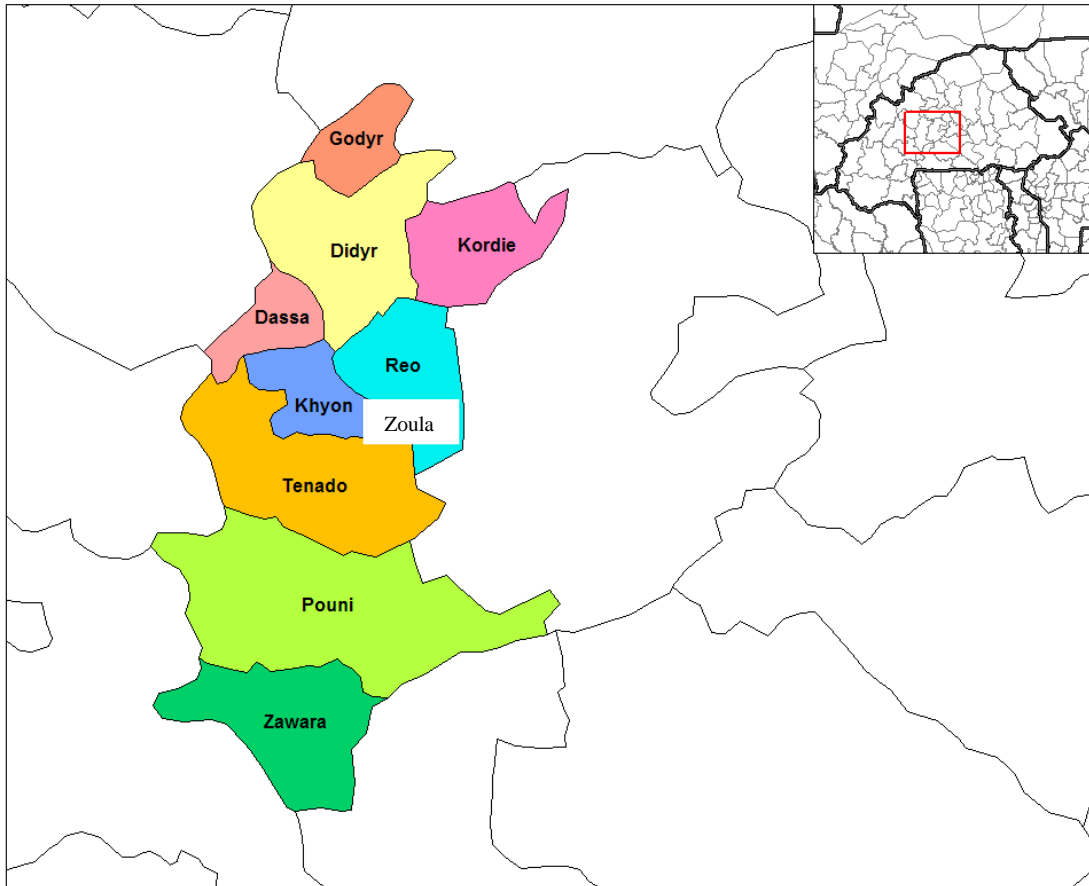 Godyr
Kordie
Didyr
Dassa
Reo
Khyon
Zoula
Tenado
Pouni
Zawara